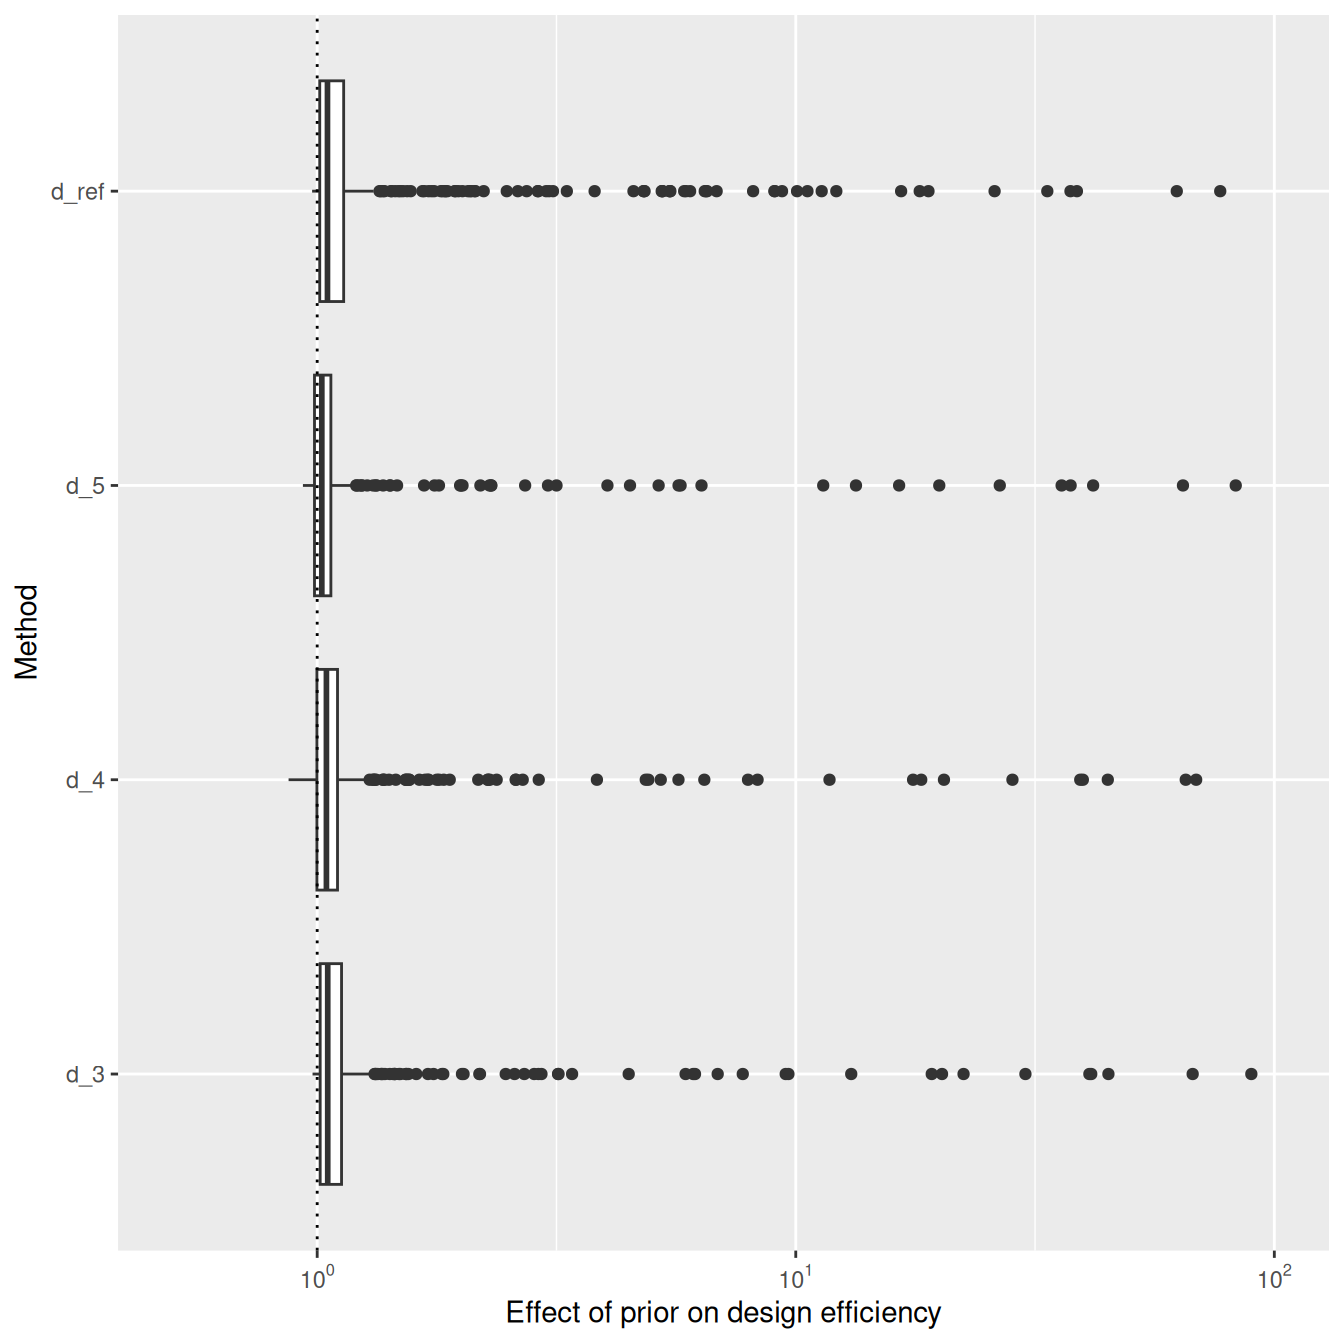 d_ref
d_5
d_4
d_3
Method
10⁰
10¹
10²
Effect of prior on design efficiency